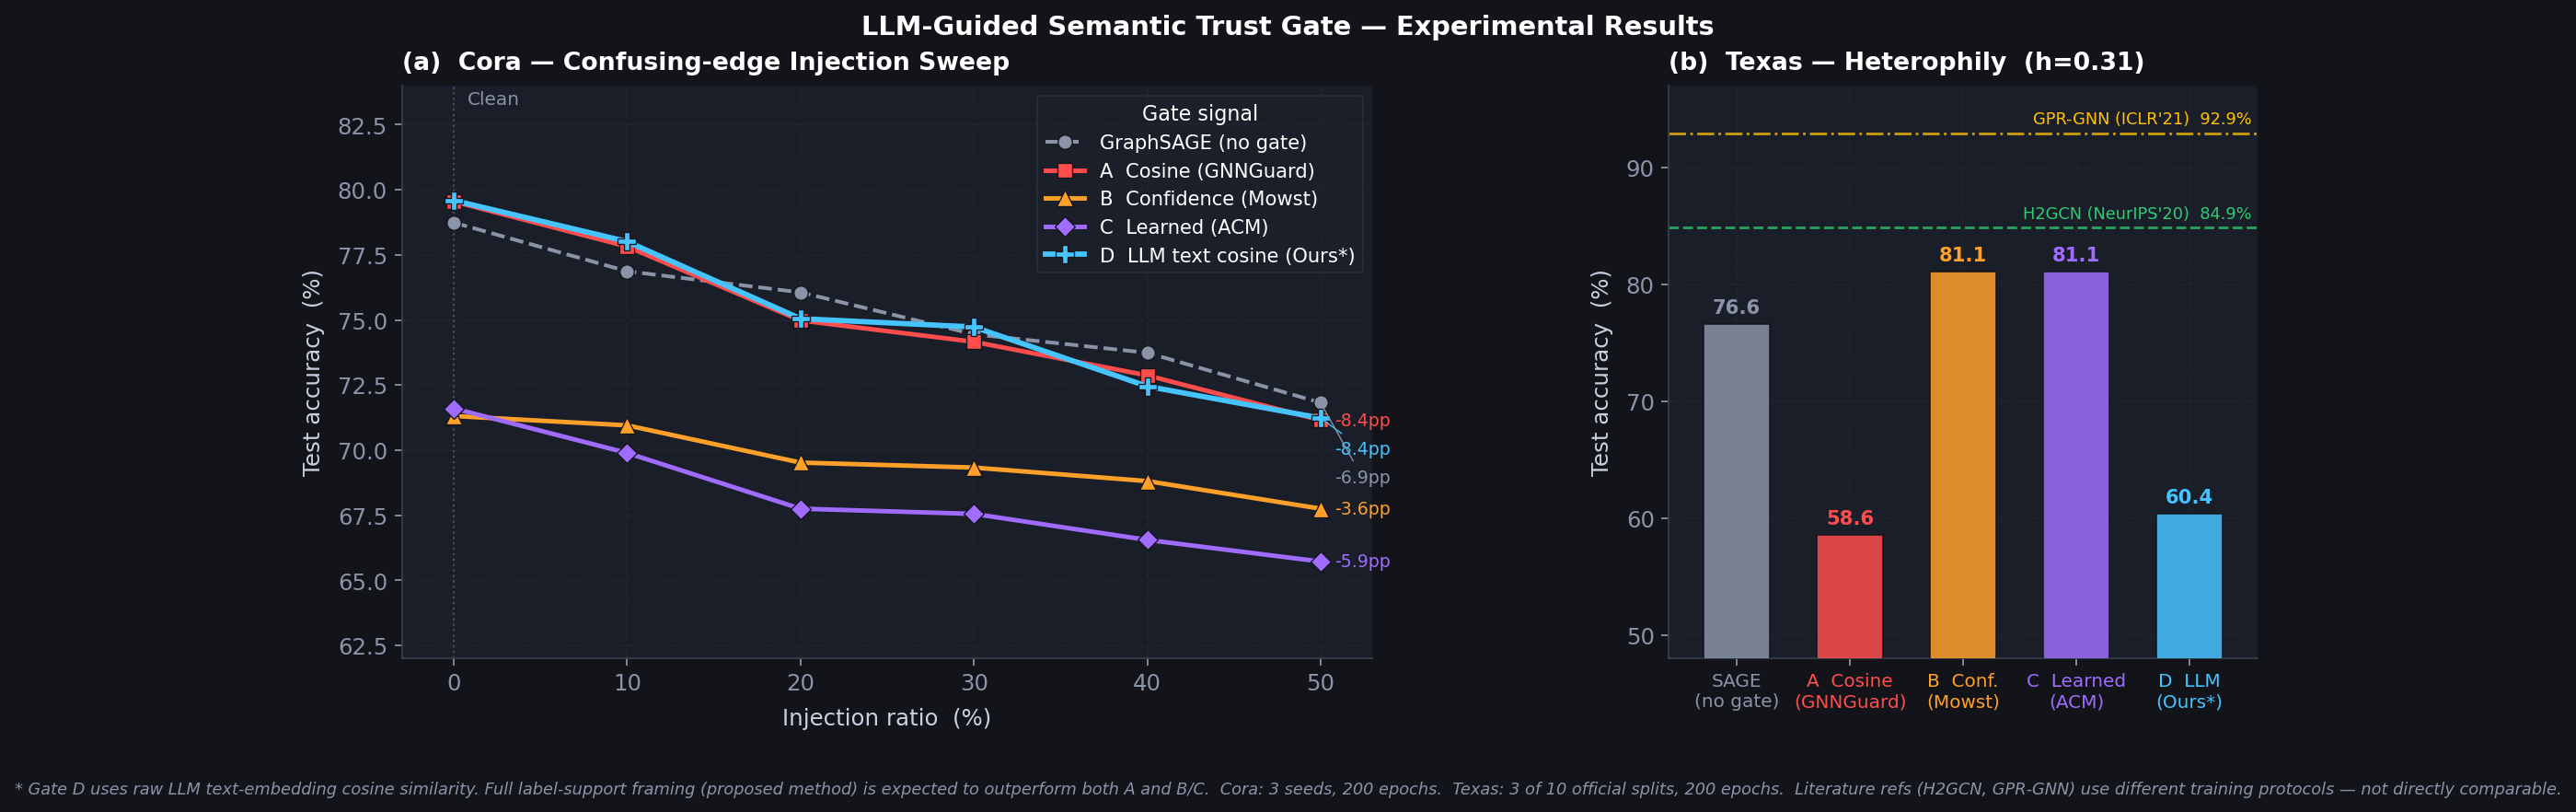 LLM-Guided Semantic Trust Gate — Experimental Results
(a)  Cora — Confusing-edge Injection Sweep
Clean
82.5
80.0
77.5
75.0
72.5
70.0
67.5
65.0
62.5
Test accuracy  (%)
0
10
20
30
40
50
Injection ratio  (%)
Gate signal
GraphSAGE (no gate)
A  Cosine (GNNGuard)
B  Confidence (Mowst)
C  Learned (ACM)
D  LLM text cosine (Ours*)
-8.4pp
-8.4pp
-6.9pp
-3.6pp
-5.9pp
(b)  Texas — Heterophily  (h=0.31)
GPR-GNN (ICLR'21)  92.9%
H2GCN (NeurIPS'20)  84.9%
90
80
70
60
50
Test accuracy  (%)
76.6
58.6
81.1
81.1
60.4
SAGE
(no gate)
A  Cosine
(GNNGuard)
B  Conf.
(Mowst)
C  Learned
(ACM)
D  LLM
(Ours*)
* Gate D uses raw LLM text-embedding cosine similarity. Full label-support framing (proposed method) is expected to outperform both A and B/C.  Cora: 3 seeds, 200 epochs.  Texas: 3 of 10 official splits, 200 epochs.  Literature refs (H2GCN, GPR-GNN) use different training protocols — not directly comparable.